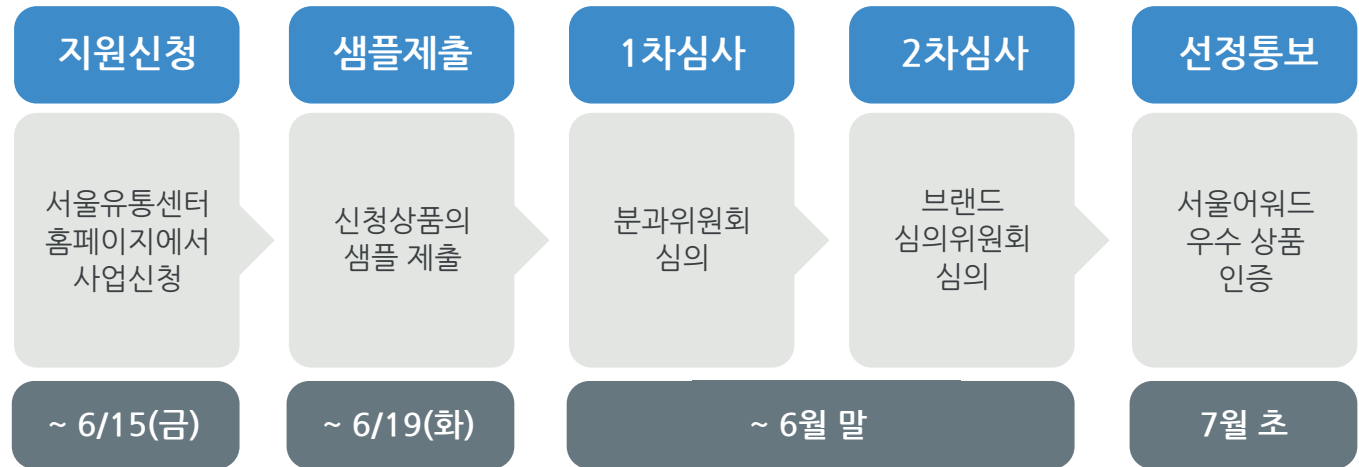 지원신청
샘플제출
1차심사
2차심사
선정통보
서울유통센터
홈페이지에서
사업신청
신청상품의
샘플 제출
분과위원회
심의
브랜드
심의위원회
심의
서울어워드
우수 상품
인증
~ 6/15(금)
~ 6/19(화)
~ 6월 말
7월 초